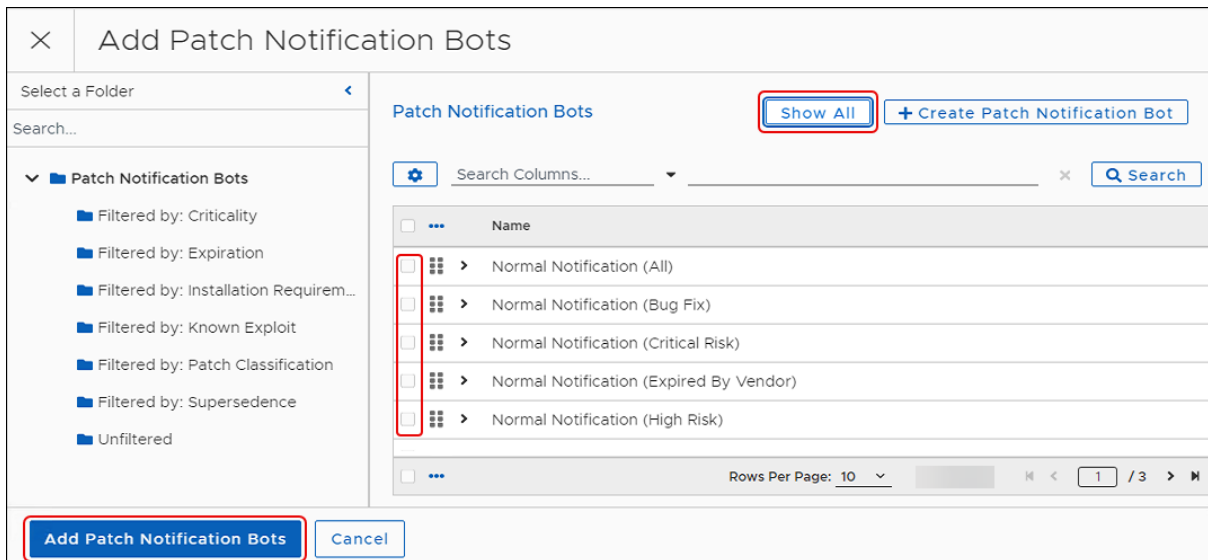 Add Patch Notification Bots
Select a Folder
Search...
Patch Notification Bots
Filtered by: Criticality
Filtered by: Expiration
Filtered by: Installation Requirem...
Filtered by: Known Exploit
Filtered by: Patch Classification
Filtered by: Supersedence
Unfiltered
Patch Notification Bots
Show All
+ Create Patch Notification Bot
Search Columns...
Search
Name
Normal Notification (All)
Normal Notification (Bug Fix)
Normal Notification (Critical Risk)
Normal Notification (Expired By Vendor)
Normal Notification (High Risk)
Rows Per Page: 10
1 / 3
Add Patch Notification Bots
Cancel